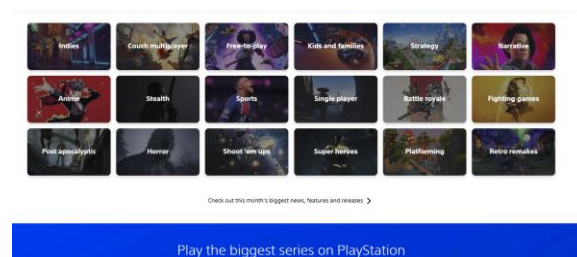 Indies
Couch multiplayer
Free-to-play
Kids and families
Strategy
Narrative
Anime
Stealth
Sports
Single player
Battle royale
Fighting games
Post apocalyptic
Horror
Shoot 'em ups
Super heroes
Platforming
Retro remakes
Check out this month's biggest news, features and releases
Play the biggest series on PlayStation